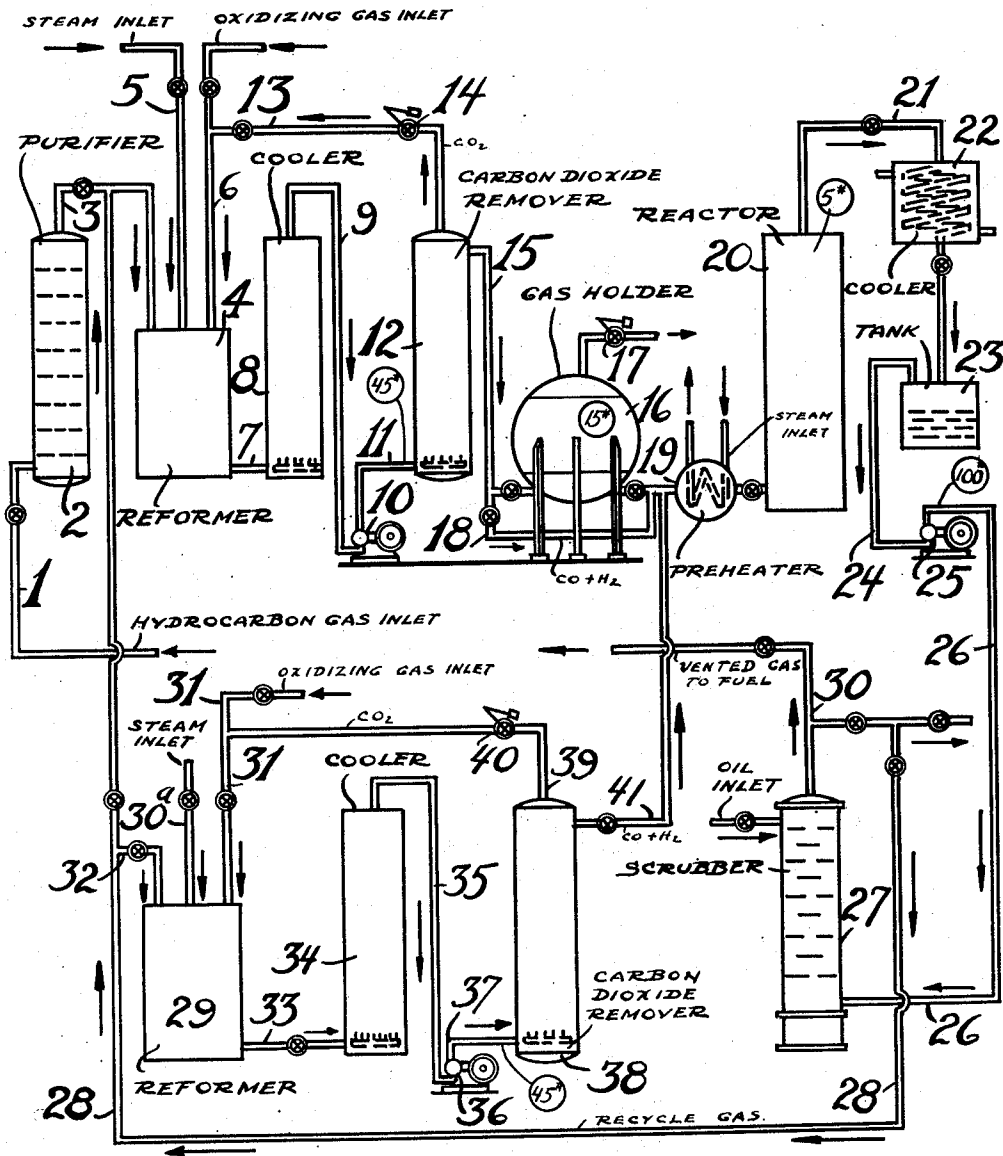 STEAM INLET
OXIDIZING GAS INLET
5
13
14
21
22
PURIFIER
COOLER
CO2
CARBON DIOXIDE
REMOVER
3
6
9
REACTOR
5#
15
20
COOLER
GAS HOLDER
4
12
TANK
23
17
8
45#
16
15#
STEAM
INLET
7
11
19
100#
2
10
REFORMER
18
CO+H2
PREHEATER
24
25
1
HYDROCARBON GAS INLET
26
31
OXIDIZING GAS INLET
VENTED GAS
TO FUEL
30
STEAM
INLET
CO2
40
31
COOLER
39
OIL
INLET
41
30a
CO+H2
32
SCRUBBER
35
27
34
CARBON
DIOXIDE
REMOVER
29
33
37
26
REFORMER
36
45#
38
28
28
RECYCLE GAS.